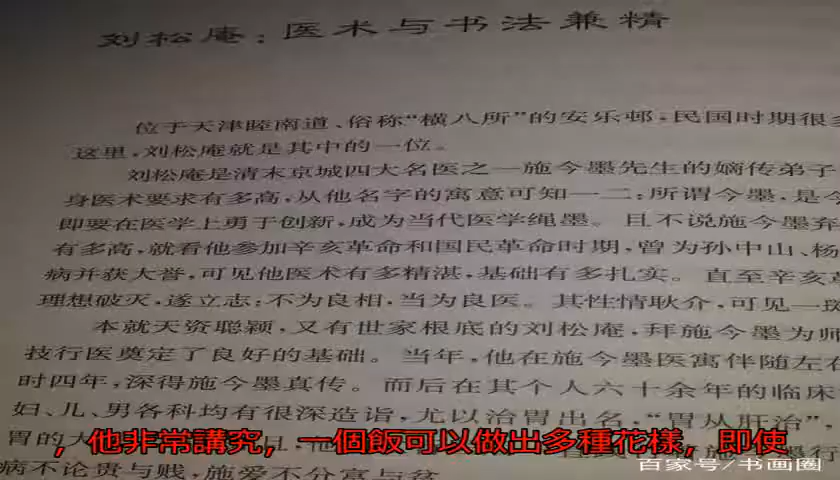 刘松庵：医术与书法兼精
位于天津睦南道、俗称“横八所”的安乐邨，民国时期很多
这里，刘松庵就是其中的一位。
刘松庵是清末京城四大名医之一施今墨先生的嫡传弟子
身医术要求有多高，从他名字的寓意可知一二：所谓今墨，是今
即要在医学上勇于创新，成为当代医学绳墨。且不说施今墨弃
有多高，就看他参加辛亥革命和国民革命时期，曾为孙中山、杨
病并获大誉，可见他医术有多精湛，基础有多扎实。直至辛亥革
理想破灭，遂立志：不为良相，当为良医。其性情耿介，可见一斑
本就天资聪颖，又有世家根底的刘松庵，拜施今墨为师
技行医奠定了良好的基础。当年，他在施今墨医寓伴随左右
时四年，深得施今墨真传。而后在其个人六十余年的临床
妇、儿、男各科均有很深造诣，尤以治胃出名，“胃从肝治”，
胃的大
，他非常講究，一個飯可以做出多種花樣，即使
病不论贵与贱，施爱不分富与贫
百家号/书画圈